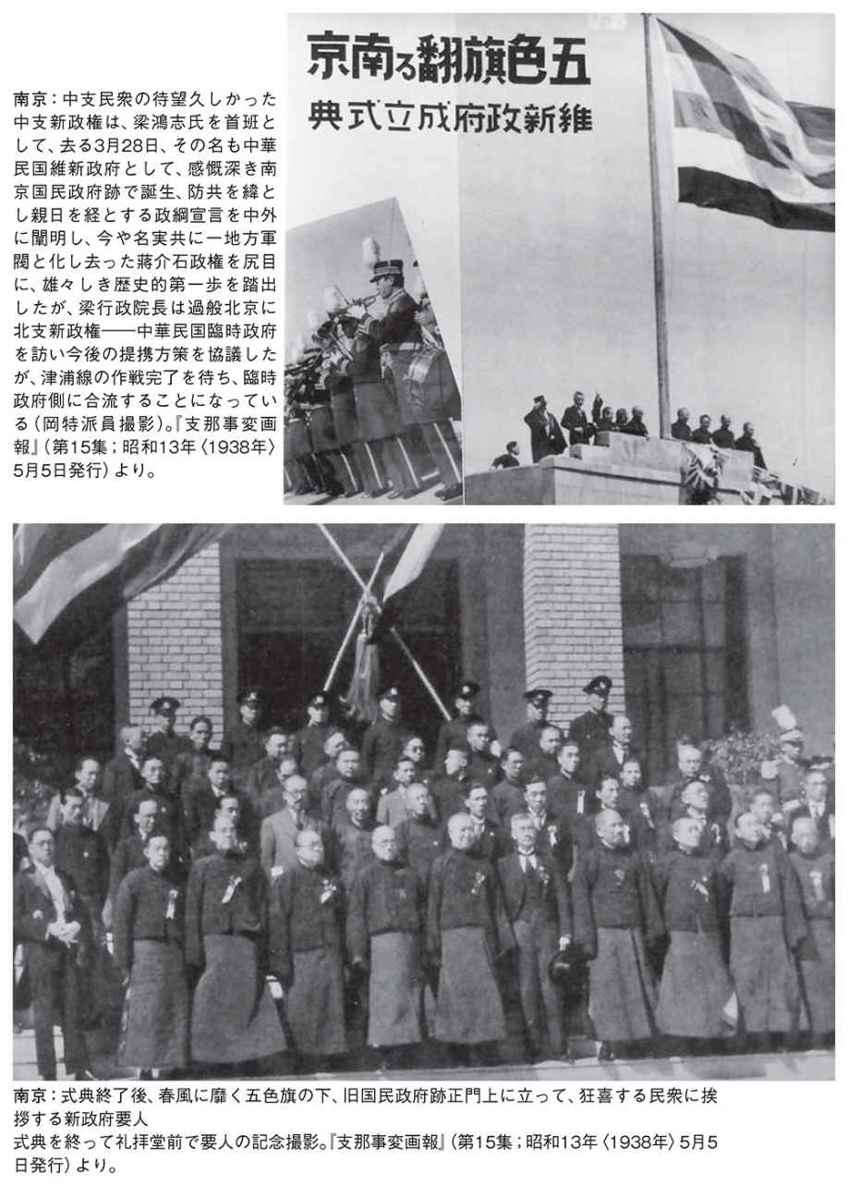 五色旗翻る南京
維新政府成立式典
南京：中支民衆の待望久しかった
中支新政権は、梁鴻志氏を首班と
して、去る3月28日、その名も中華
民国維新政府として、感慨深き南
京国民政府跡で誕生、防共を緯と
し親日を経とする政綱宣言を中外
に闡明し、今や名実共に一地方軍
閥と化し去った蔣介石政権を尻目
に、雄々しき歴史的第一歩を踏出
したが、梁行政院長は過般北京に
北支新政権──中華民国臨時政府
を訪い今後の提携方策を協議した
が、津浦線の作戦完了を待ち、臨時
政府側に合流することになってい
る（岡特派員撮影）。『支那事変画
報』（第15集；昭和13年〈1938年〉
5月5日発行）より。
南京：式典終了後、春風に靡く五色旗の下、旧国民政府跡正門上に立って、狂喜する民衆に挨
拶する新政府要人
式典を終って礼拝堂前で要人の記念撮影。『支那事変画報』（第15集；昭和13年〈1938年〉5月5
日発行）より。